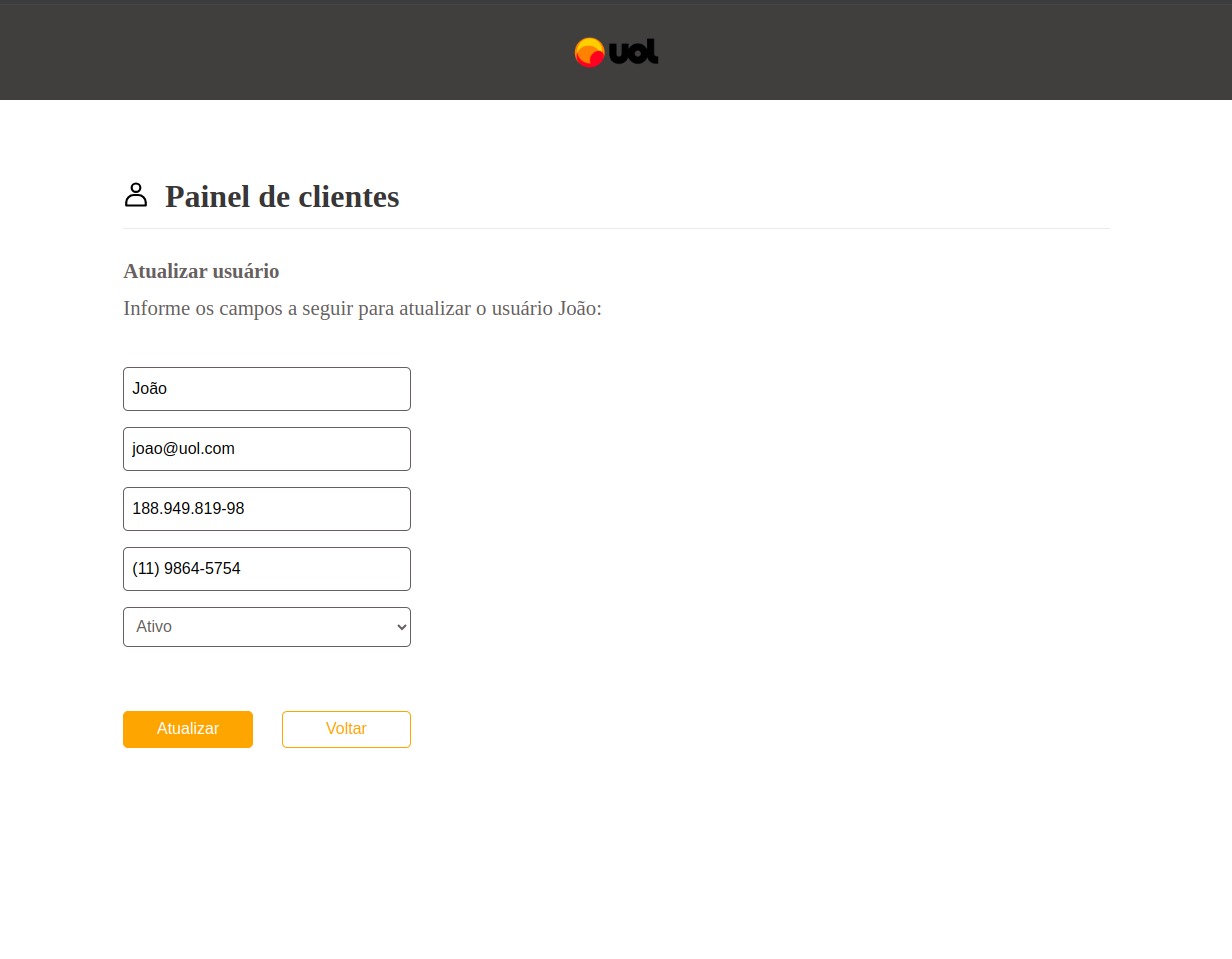 uol
Painel de clientes
Atualizar usuário
Informe os campos a seguir para atualizar o usuário João:
João
joao@uol.com
188.949.819-98
(11) 9864-5754
Ativo
Atualizar Voltar